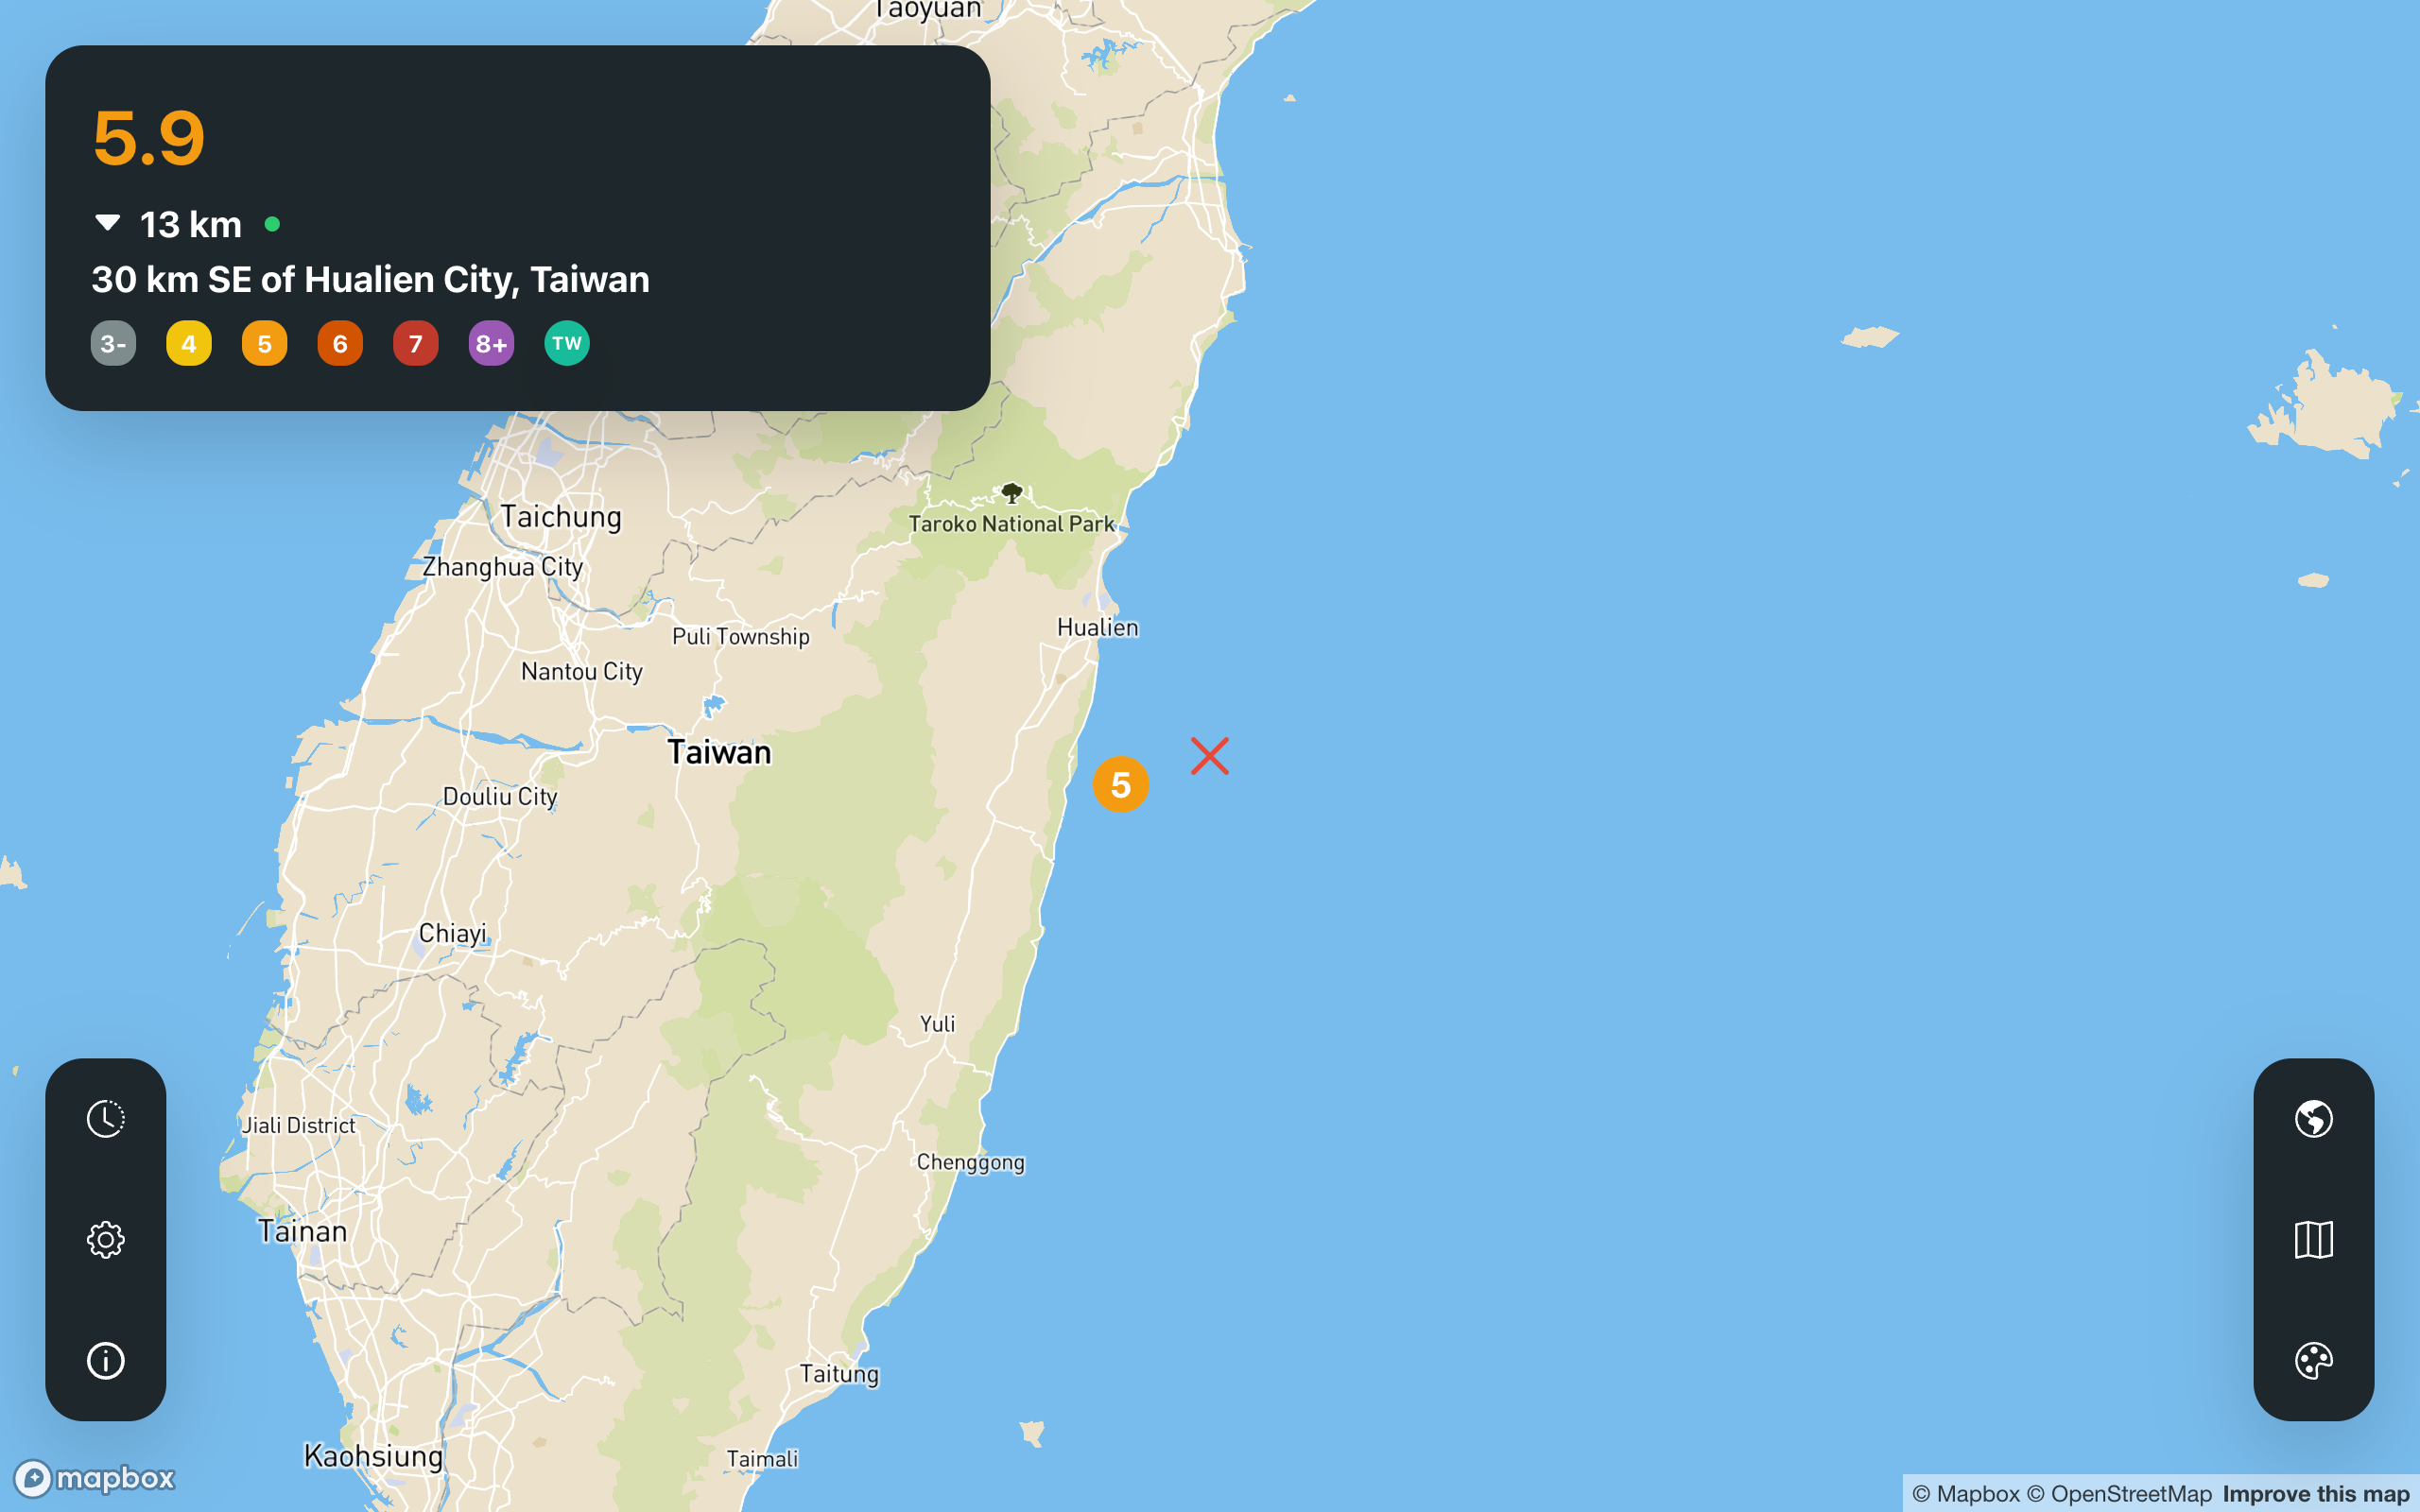 Taoyuan
5.9
13 km
30 km SE of Hualien City, Taiwan
3- 4 5 6 7 8+ TW
Taichung
Taroko National Park
Zhanghua City
Hualien
Puli Township
Nantou City
Taiwan
5
Douliu City
Chiayi
Yuli
Jiali District
Chenggong
Tainan
Taitung
Kaohsiung
Taimali
mapbox
© Mapbox © OpenStreetMap Improve this map